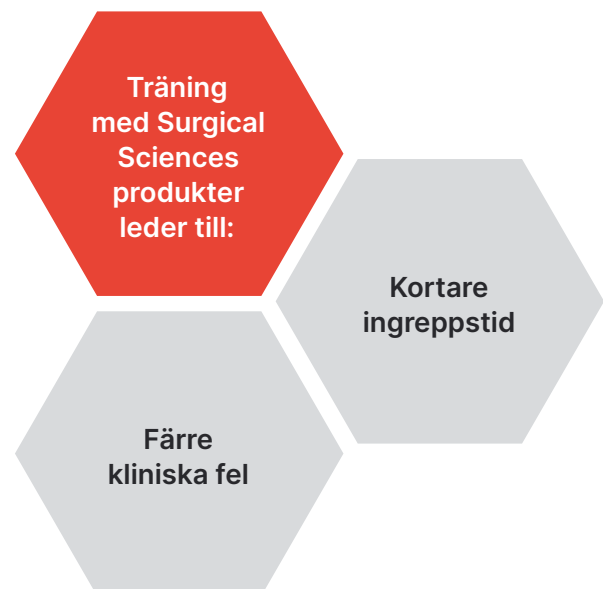 Träning
med Surgical
Sciences
produkter
leder till:
Kortare
ingreppstid
Färre
kliniska fel